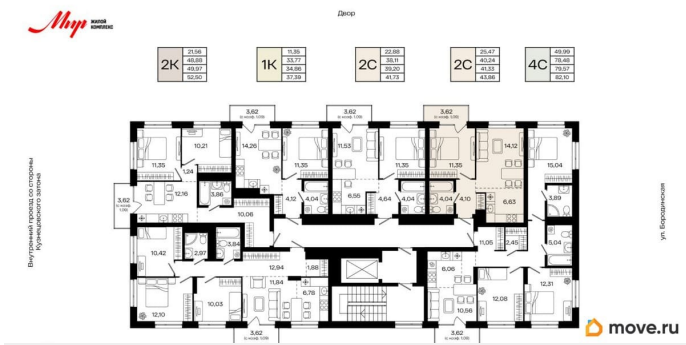 Двор
Мир ЖИЛОЙ КОМПЛЕКС
2К 21,56 48,88 49,97 52,50
1К 11,35 33,77 34,86 37,39
2С 22,88 38,11 39,20 41,73
2С 25,47 40,24 41,33 43,86
4С 49,99 78,48 79,57 82,10
3,62 3,62 3,62
11,35 10,21 14,26 11,35 11,53 11,35 11,35 14,12 15,04
1,24
12,16 3,86 4,12 4,04 6,55 4,64 4,04 4,04 4,10 6,63 3,89
3,62
10,06
10,42 2,97 3,84 11,05 2,45 5,04
12,94 1,88 6,06
11,84 6,78
12,10 10,03 10,56 12,08 12,31
3,62 3,62
Внутренний проезд со стороны
Кузнецовского затона
ул. Бородинская
move.ru